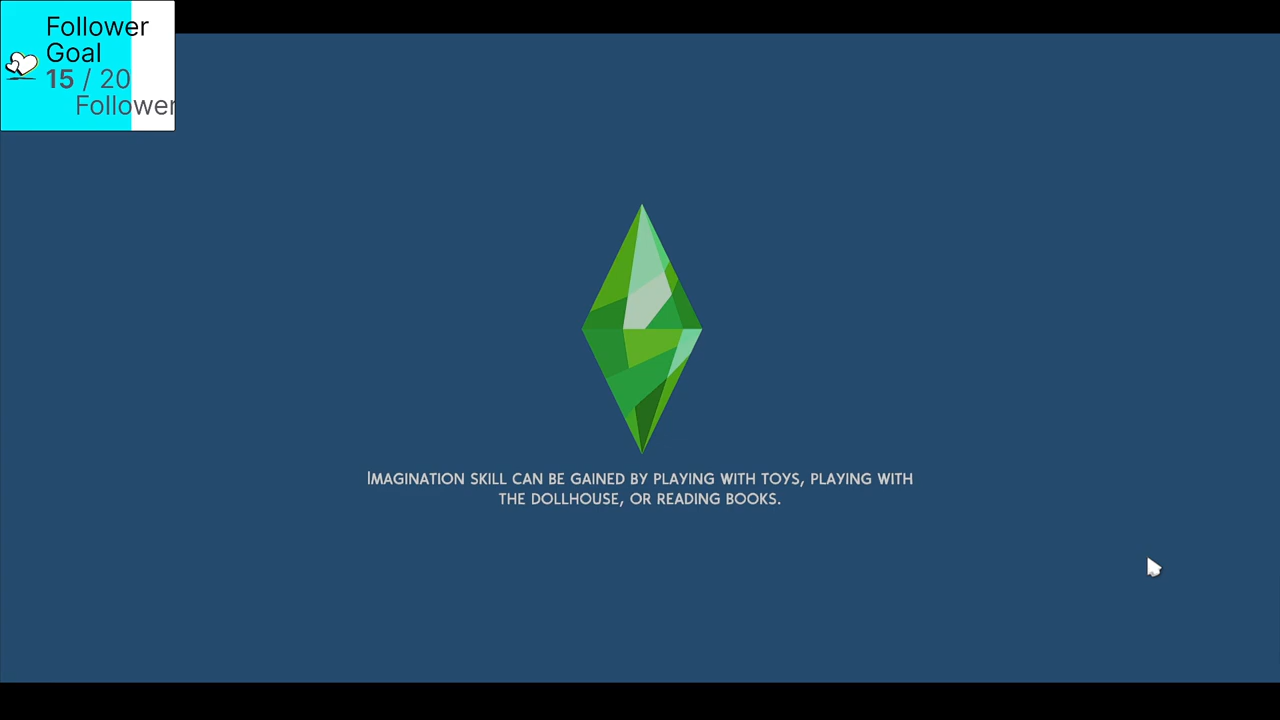 Follower
Goal
15 / 20
Follower
IMAGINATION SKILL CAN BE GAINED BY PLAYING WITH TOYS, PLAYING WITH
THE DOLLHOUSE, OR READING BOOKS.